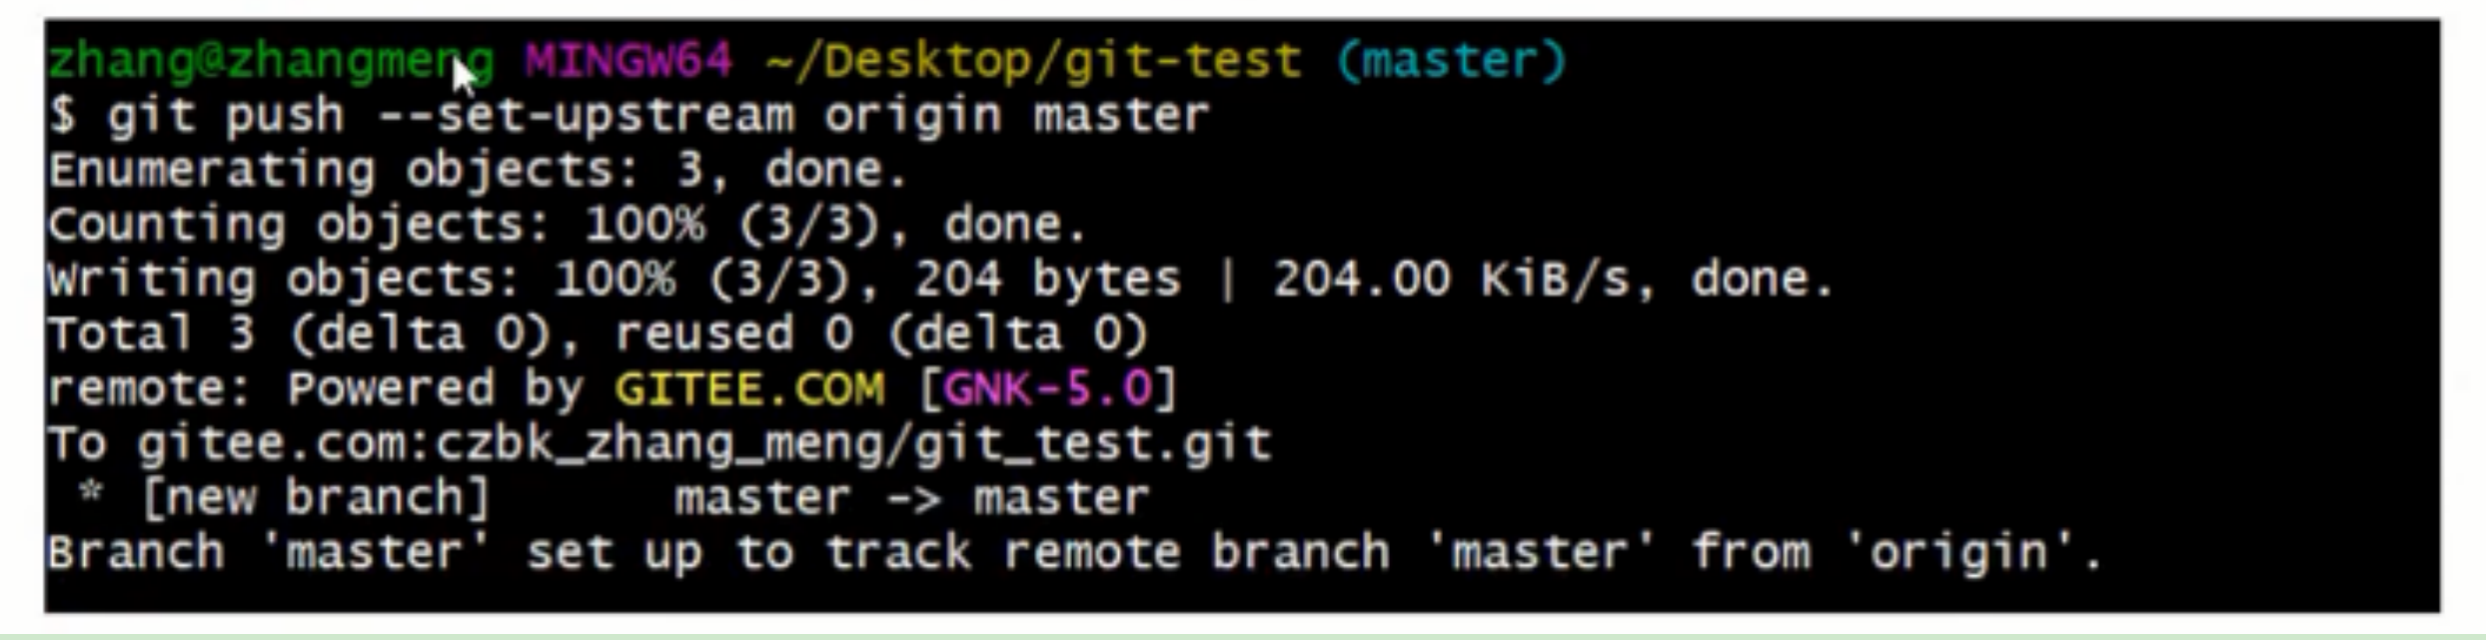 zhang@zhangmeng MINGW64 ~/Desktop/git-test (master)
$ git push --set-upstream origin master
Enumerating objects: 3, done.
Counting objects: 100% (3/3), done.
Writing objects: 100% (3/3), 204 bytes | 204.00 KiB/s, done.
Total 3 (delta 0), reused 0 (delta 0)
remote: Powered by GITEE.COM [GNK-5.0]
To gitee.com:czbk_zhang_meng/git_test.git
 * [new branch]      master -> master
Branch 'master' set up to track remote branch 'master' from 'origin'.